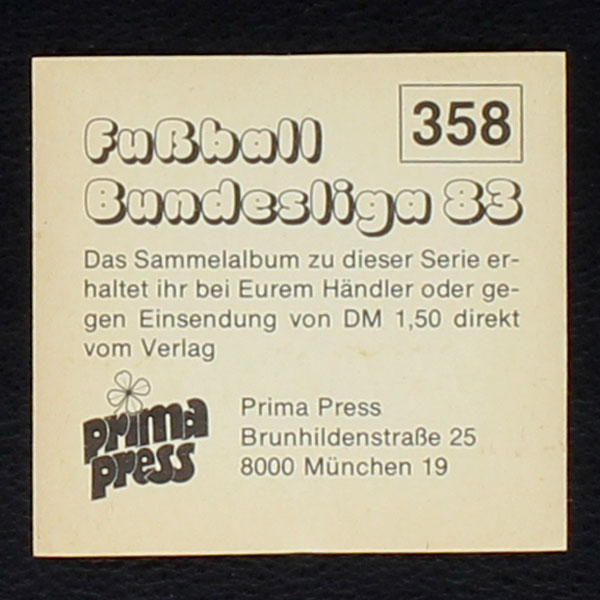 358
Fußball
Bundesliga 83
Das Sammelalbum zu dieser Serie er-
haltet ihr bei Eurem Händler oder ge-
gen Einsendung von DM 1,50 direkt
vom Verlag
prima
press
Prima Press
Brunhildenstraße 25
8000 München 19